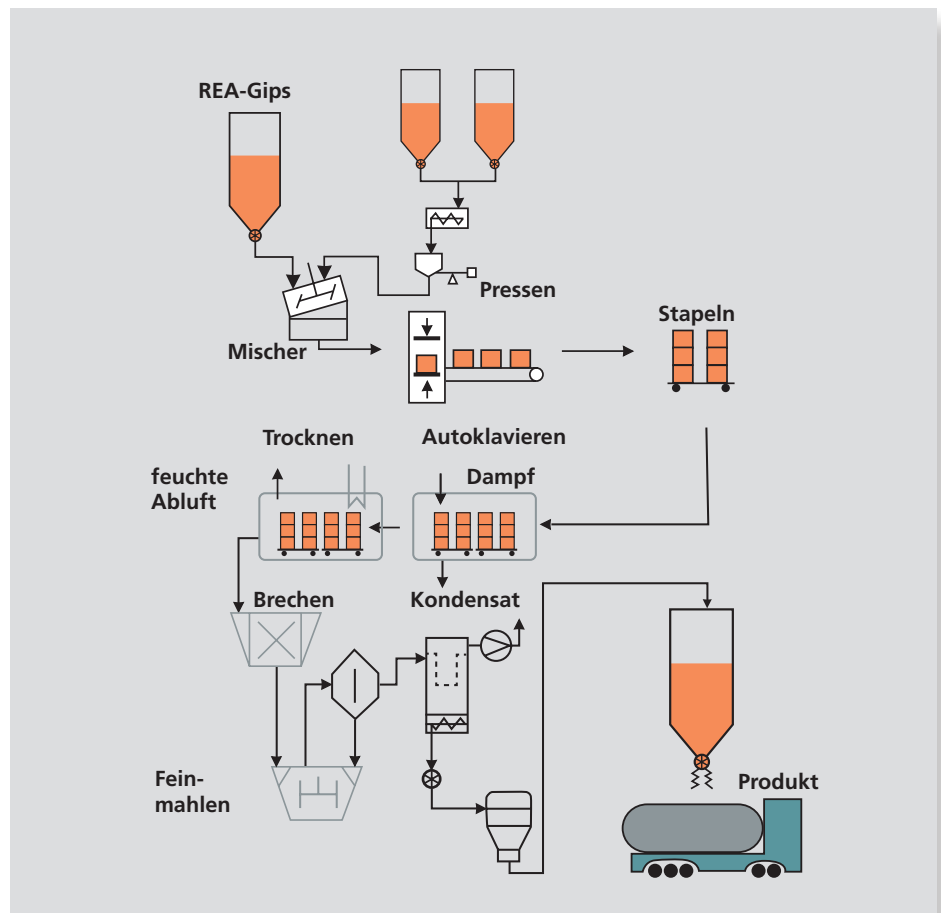 REA-Gips
Pressen
Mischer
Stapeln
Trocknen
Autoklavieren
feuchte
Abluft
Dampf
Brechen
Kondensat
Fein-
mahlen
Produkt